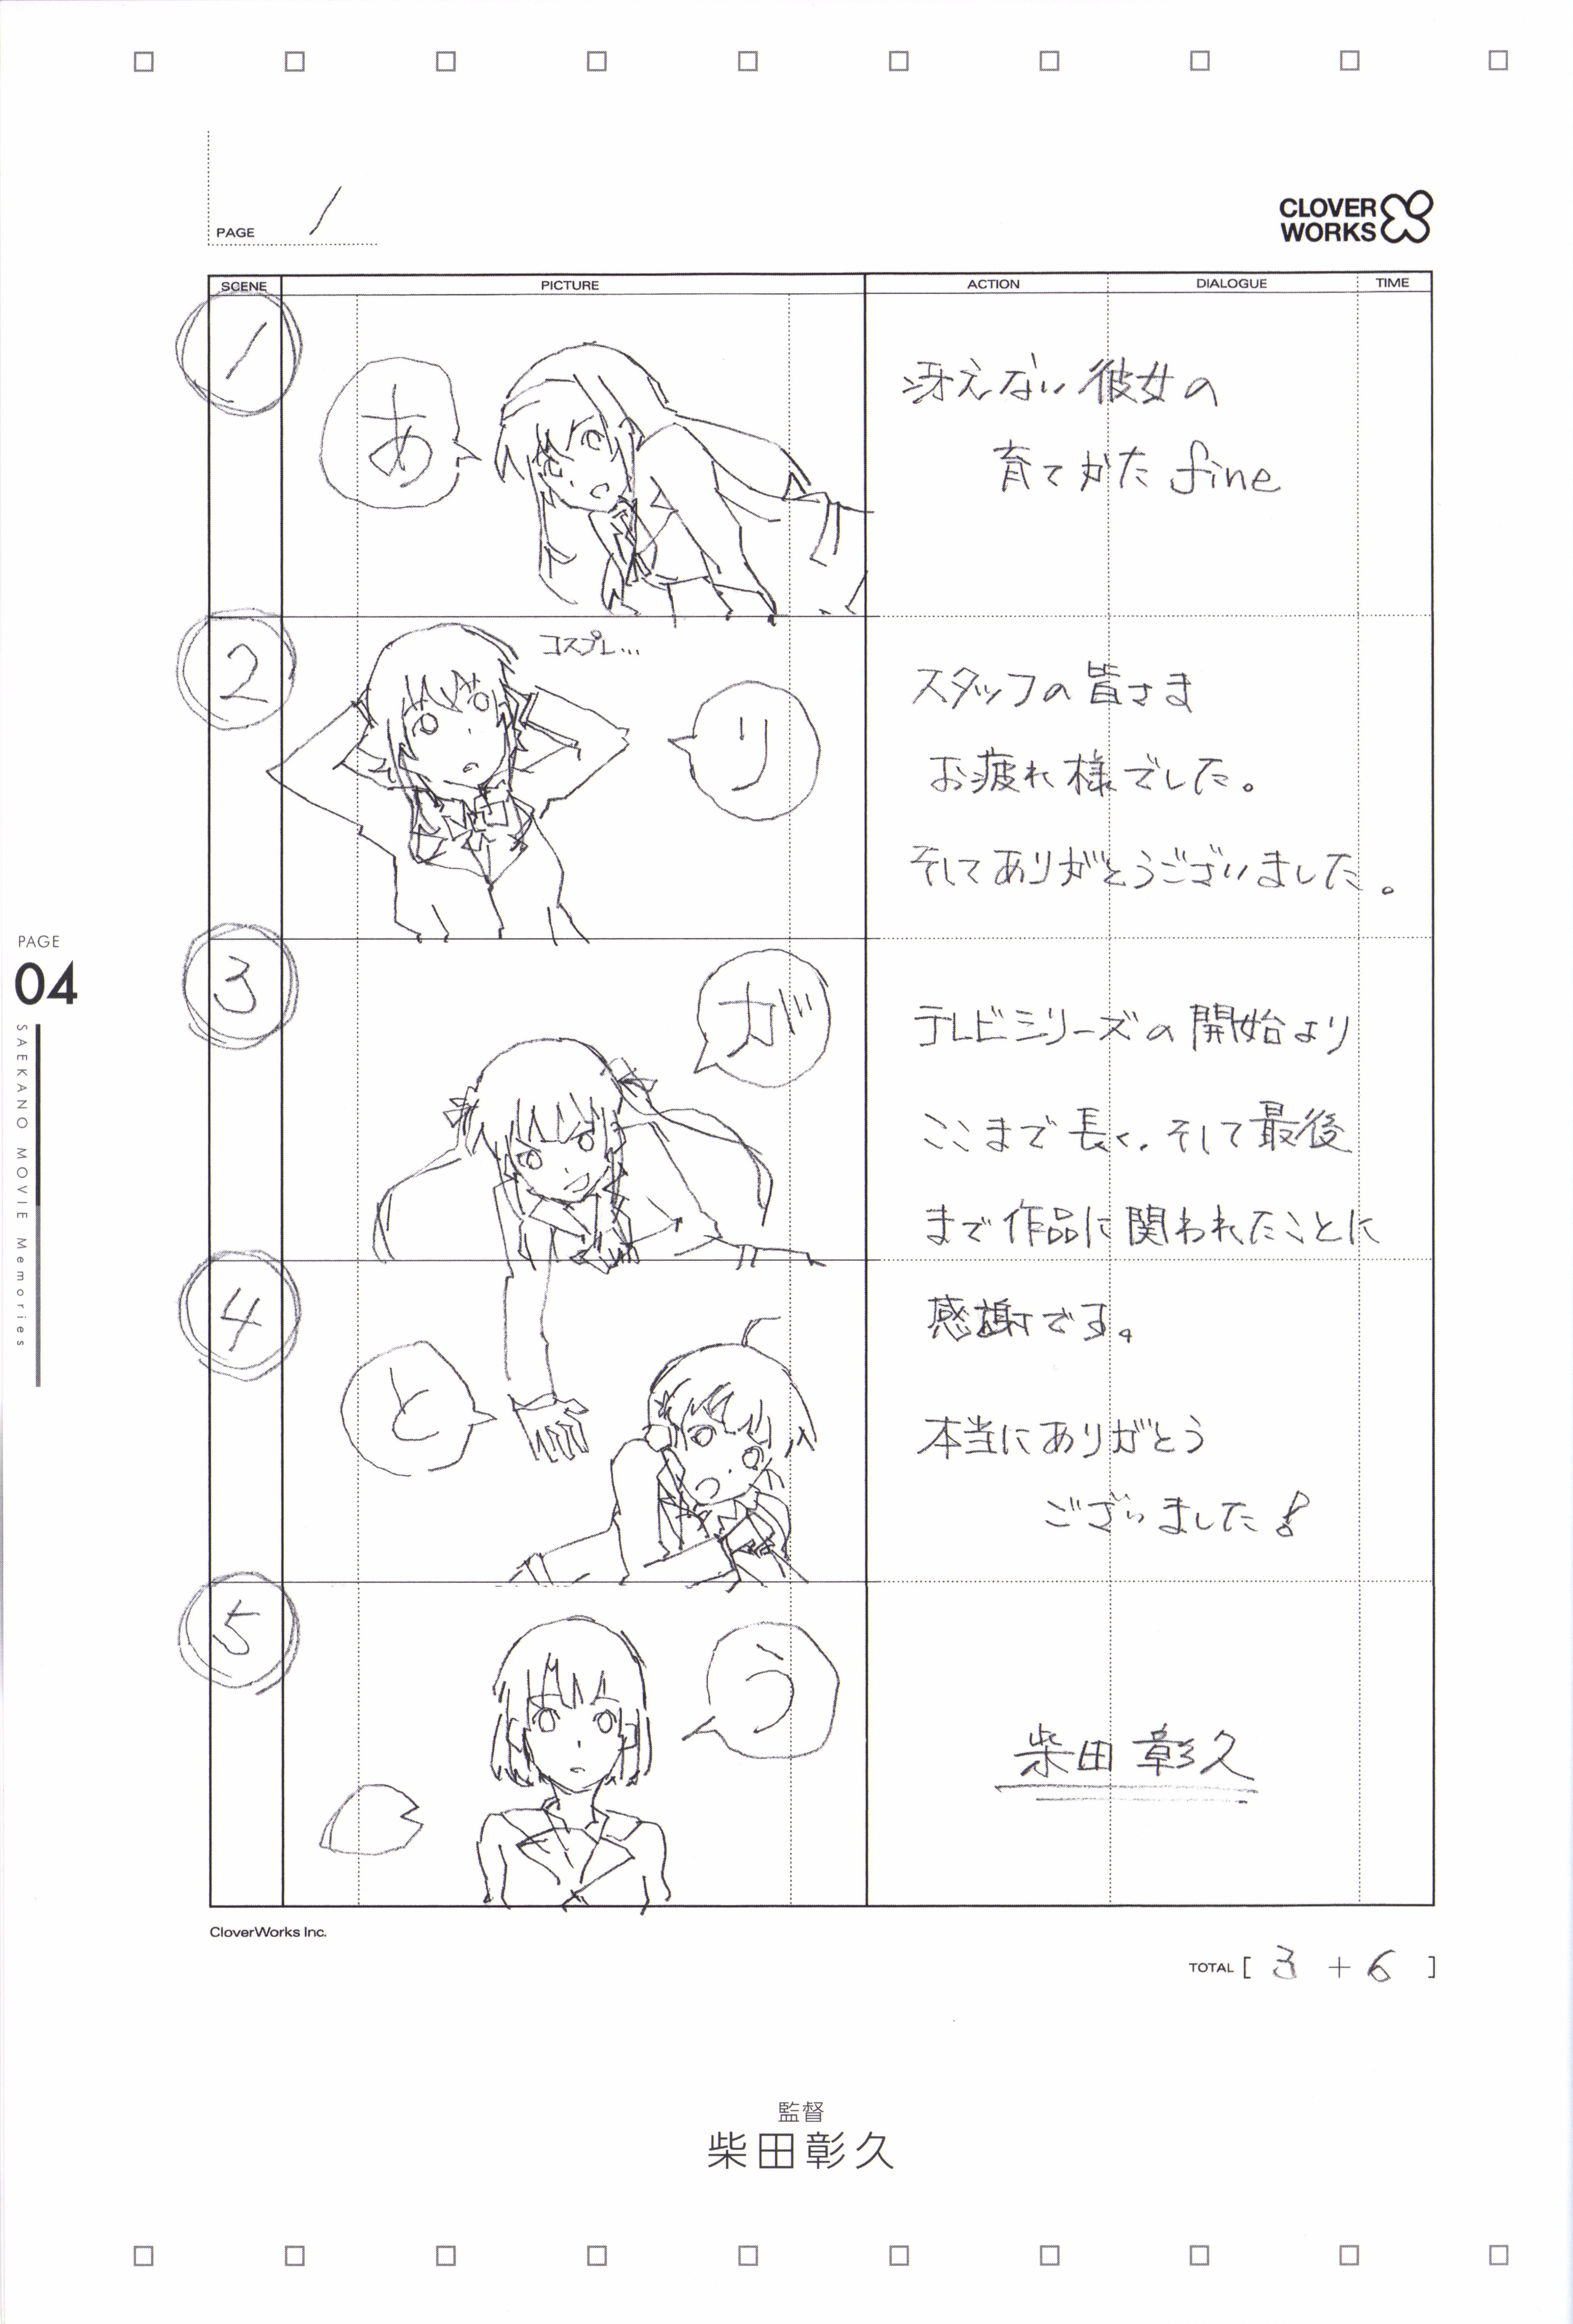 PAGE 1
CLOVER
WORKS
SCENE PICTURE ACTION DIALOGUE TIME
1
あ
冴えない彼女の
育てかた fine
2
コスプレ…
リ
スタッフの皆さま
お疲れ様でした。
そしてありがとうございました。
3
が
テレビシリーズの開始より
ここまで長く、そして最後
まで作品に関われたことに
4
と
感謝です。
本当にありがとう
ございました!
5
う
柴田彰久
CloverWorks Inc.
TOTAL [ 3 + 6 ]
PAGE
04
SAEKANO MOVIE Memories
監督
柴田彰久